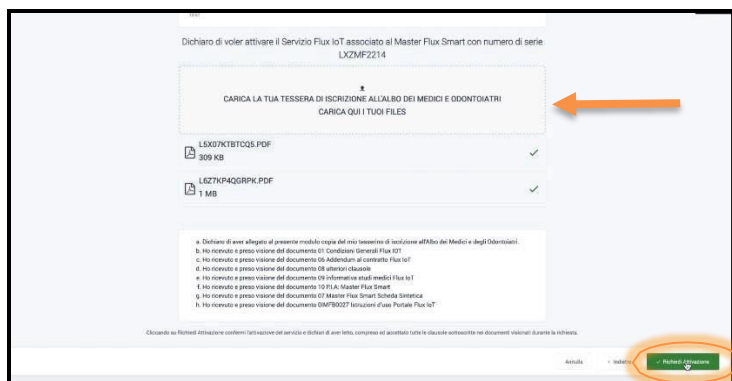 Dichiaro di voler attivare il Servizio Flux IoT associato al Master Flux Smart con numero di serie
LXZMF2214
CARICA LA TUA TESSERA DI ISCRIZIONE ALL'ALBO DEI MEDICI E ODONTOIATRI
CARICA QUI I TUOI FILES
L5X07KTBTCQ5.PDF
309 KB
L6Z7KP4QGRPK.PDF
1 MB
a. Dichiaro di aver allegato al presente modulo copia del mio tesserino di iscrizione all'Albo dei Medici e degli Odontoiatri.
b. Ho ricevuto e preso visione del documento 01 Condizioni Generali Flux IOT
c. Ho ricevuto e preso visione del documento 06 Addendum al contratto Flux IoT
d. Ho ricevuto e preso visione del documento 08 ulteriori clausole
e. Ho ricevuto e preso visione del documento 09 informativa studi medici Flux IoT
f. Ho ricevuto e preso visione del documento 10 P.I.A: Master Flux Smart
g. Ho ricevuto e preso visione del documento 07 Master Flux Smart Scheda Sintetica
h. Ho ricevuto e preso visione del documento GIMFB0027 Istruzioni d'uso Portale Flux IoT
Cliccando su Richiedi Attivazione confermi l'attivazione del servizio e dichiari di aver letto, compreso ed accettato tutte le clausole sottoscritte nei documenti visionati durante la richiesta.
Annulla
< Indietro
Richiedi Attivazione